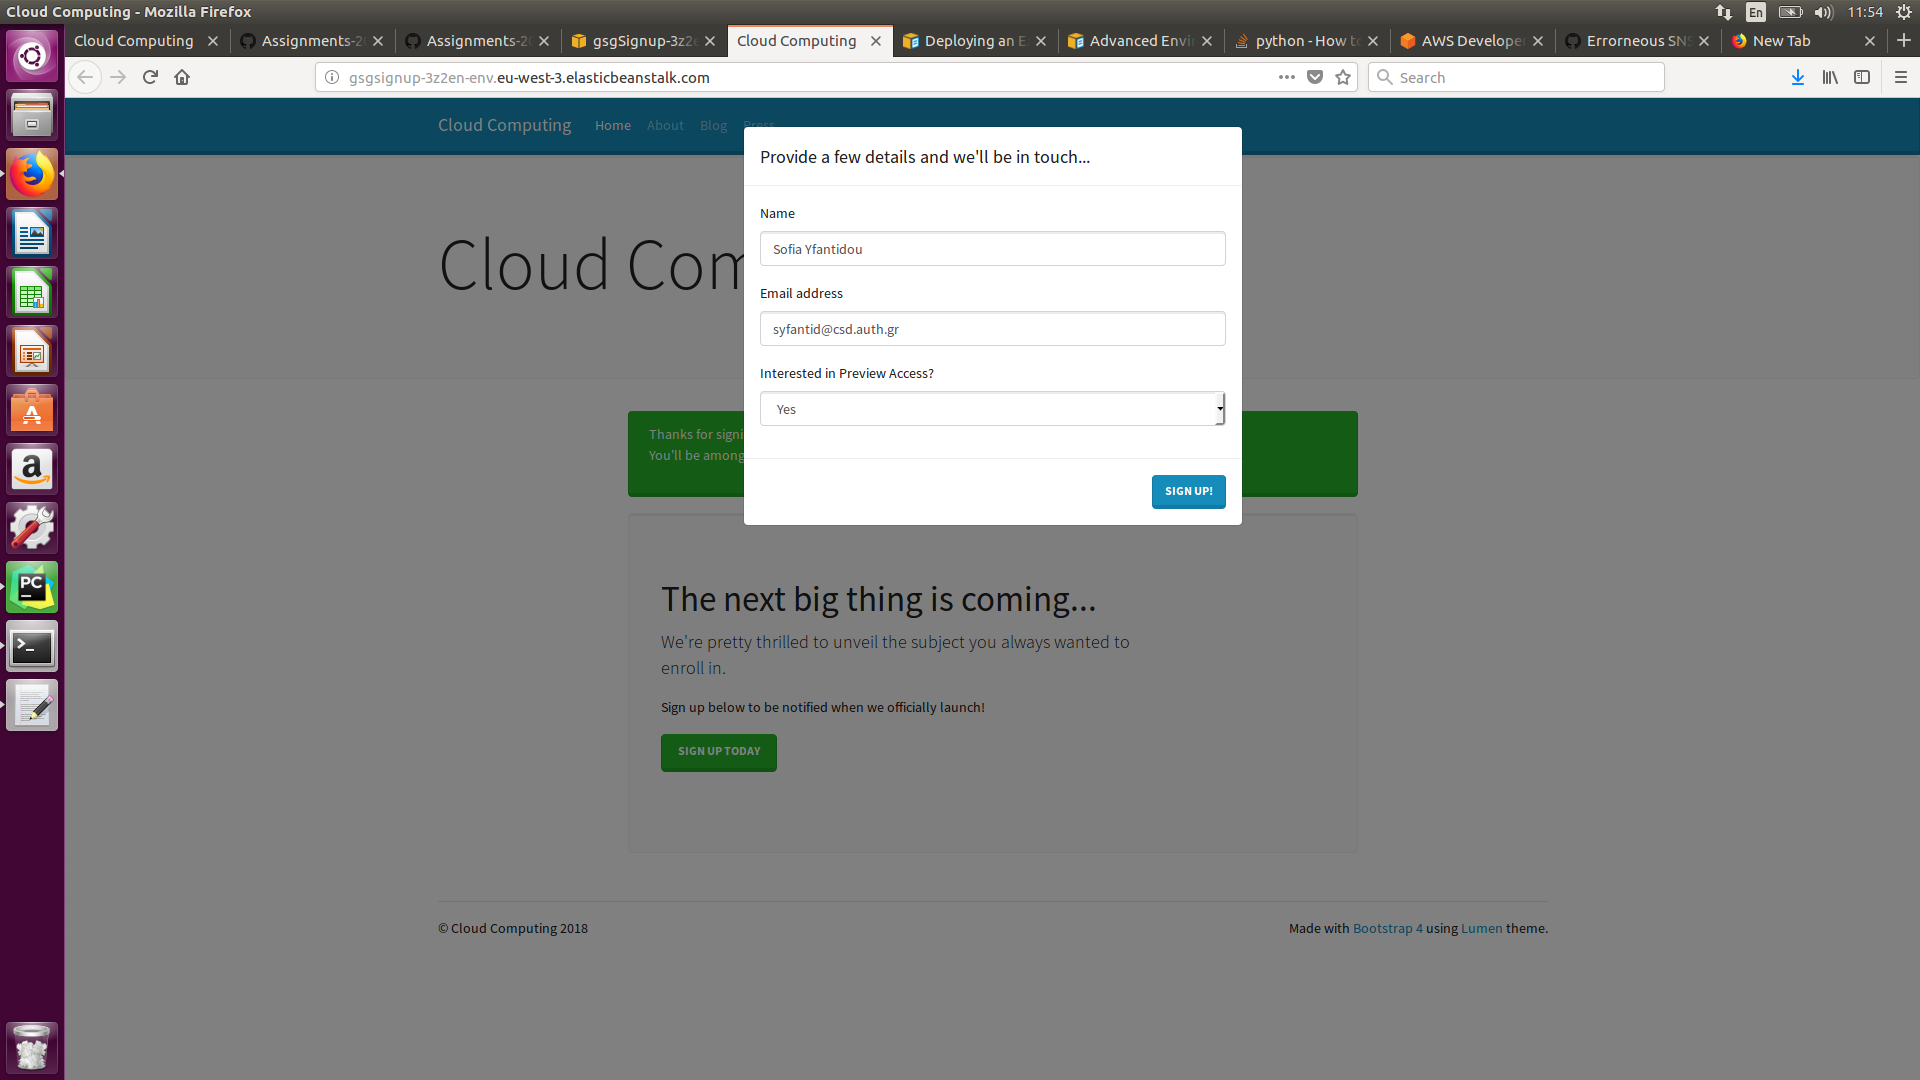 Cloud Computing - Mozilla Firefox
En
11:54
Cloud Computing
Assignments-2
Assignments-2
gsgSignup-3z2e
Cloud Computing
Deploying an E
Advanced Envi
python - How t
AWS Develope
Errorneous SNS
New Tab
gsgsignup-3z2en-env.eu-west-3.elasticbeanstalk.com
Search
Cloud Computing
Home
About
Blog
Press
Provide a few details and we'll be in touch...
Name
Sofia Yfantidou
Email address
syfantid@csd.auth.gr
Interested in Preview Access?
Yes
SIGN UP!
Cloud Com
Thanks for signi
You'll be among
The next big thing is coming...
We're pretty thrilled to unveil the subject you always wanted to
enroll in.
Sign up below to be notified when we officially launch!
SIGN UP TODAY
© Cloud Computing 2018
Made with Bootstrap 4 using Lumen theme.
PC